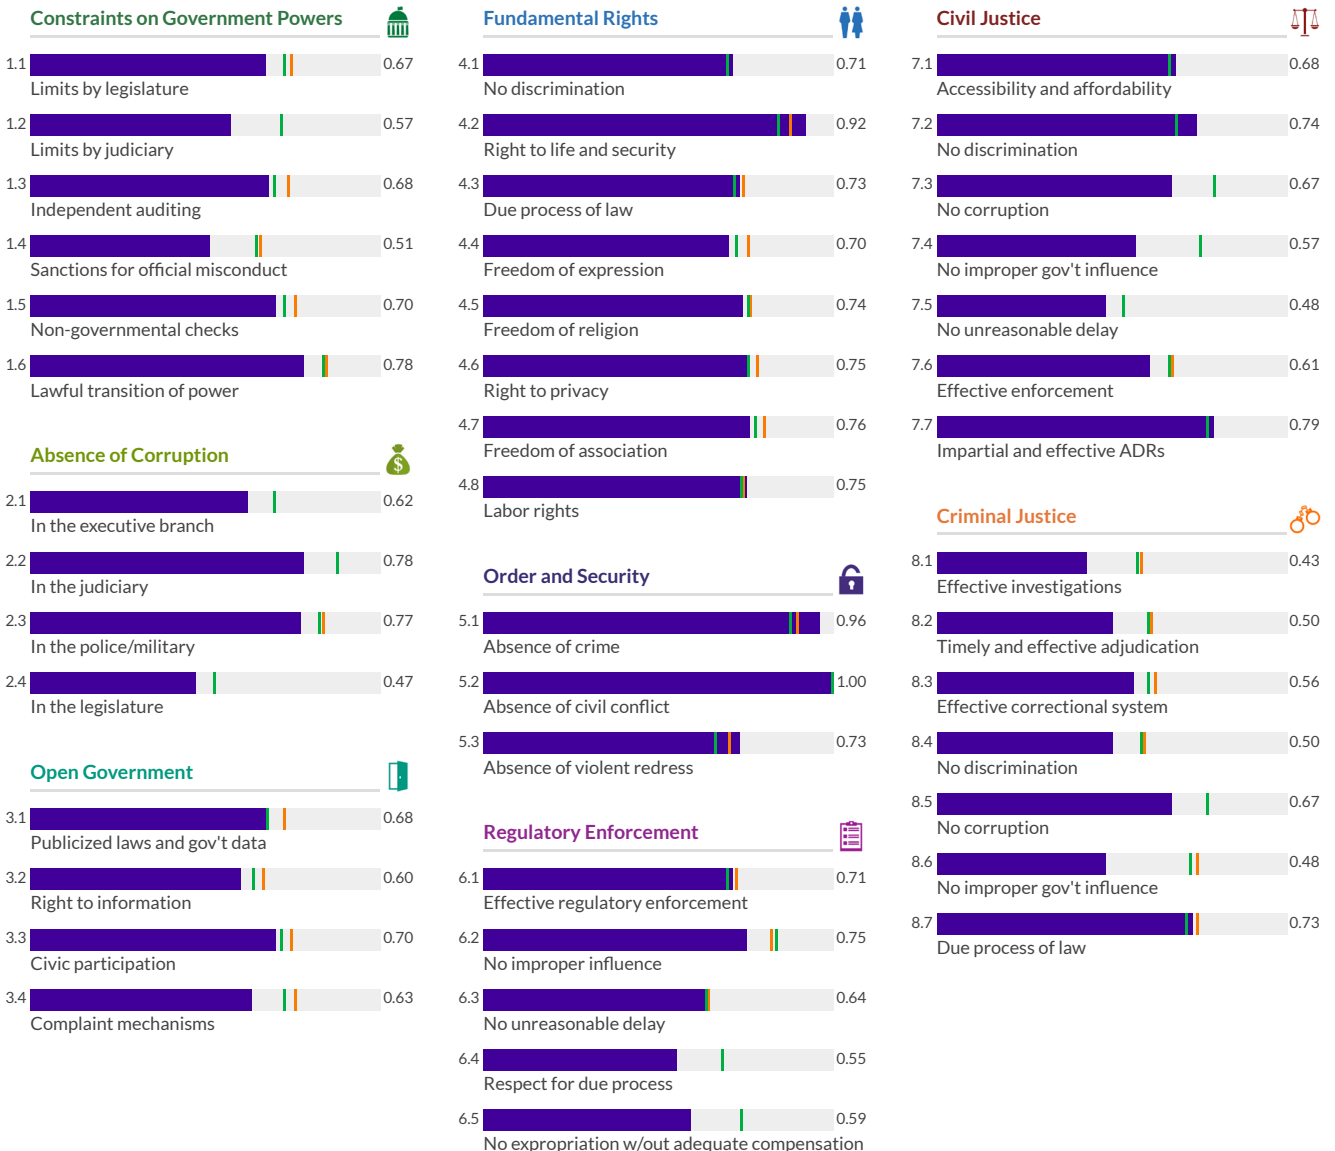 Constraints on Government Powers
1.1 0.67
Limits by legislature
1.2 0.57
Limits by judiciary
1.3 0.68
Independent auditing
1.4 0.51
Sanctions for official misconduct
1.5 0.70
Non-governmental checks
1.6 0.78
Lawful transition of power
Absence of Corruption
$
2.1 0.62
In the executive branch
2.2 0.78
In the judiciary
2.3 0.77
In the police/military
2.4 0.47
In the legislature
Open Government
3.1 0.68
Publicized laws and gov't data
3.2 0.60
Right to information
3.3 0.70
Civic participation
3.4 0.63
Complaint mechanisms
Fundamental Rights
4.1 0.71
No discrimination
4.2 0.92
Right to life and security
4.3 0.73
Due process of law
4.4 0.70
Freedom of expression
4.5 0.74
Freedom of religion
4.6 0.75
Right to privacy
4.7 0.76
Freedom of association
4.8 0.75
Labor rights
Order and Security
5.1 0.96
Absence of crime
5.2 1.00
Absence of civil conflict
5.3 0.73
Absence of violent redress
Regulatory Enforcement
6.1 0.71
Effective regulatory enforcement
6.2 0.75
No improper influence
6.3 0.64
No unreasonable delay
6.4 0.55
Respect for due process
6.5 0.59
No expropriation w/out adequate compensation
Civil Justice
7.1 0.68
Accessibility and affordability
7.2 0.74
No discrimination
7.3 0.67
No corruption
7.4 0.57
No improper gov't influence
7.5 0.48
No unreasonable delay
7.6 0.61
Effective enforcement
7.7 0.79
Impartial and effective ADRs
Criminal Justice
8.1 0.43
Effective investigations
8.2 0.50
Timely and effective adjudication
8.3 0.56
Effective correctional system
8.4 0.50
No discrimination
8.5 0.67
No corruption
8.6 0.48
No improper gov't influence
8.7 0.73
Due process of law